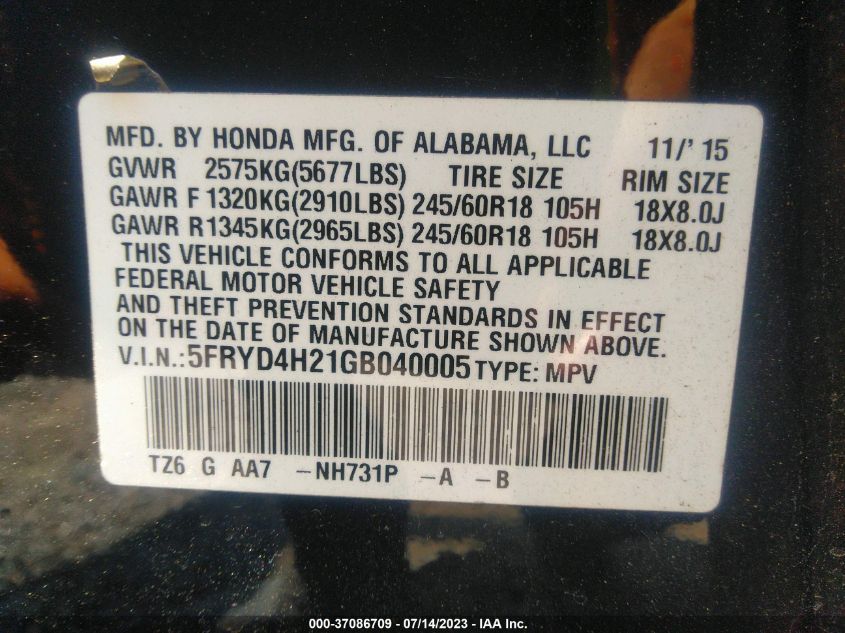 MFD. BY HONDA MFG. OF ALABAMA, LLC 11/' 15
GVWR 2575KG(5677LBS) TIRE SIZE RIM SIZE
GAWR F 1320KG(2910LBS) 245/60R18 105H 18X8.0J
GAWR R1345KG(2965LBS) 245/60R18 105H 18X8.0J
THIS VEHICLE CONFORMS TO ALL APPLICABLE
FEDERAL MOTOR VEHICLE SAFETY
AND THEFT PREVENTION STANDARDS IN EFFECT
ON THE DATE OF MANUFACTURE SHOWN ABOVE.
V.I.N.:5FRYD4H21GB040005 TYPE: MPV
TZ6 G AA7 -NH731P -A -B
000-37086709 - 07/14/2023 - IAA Inc.